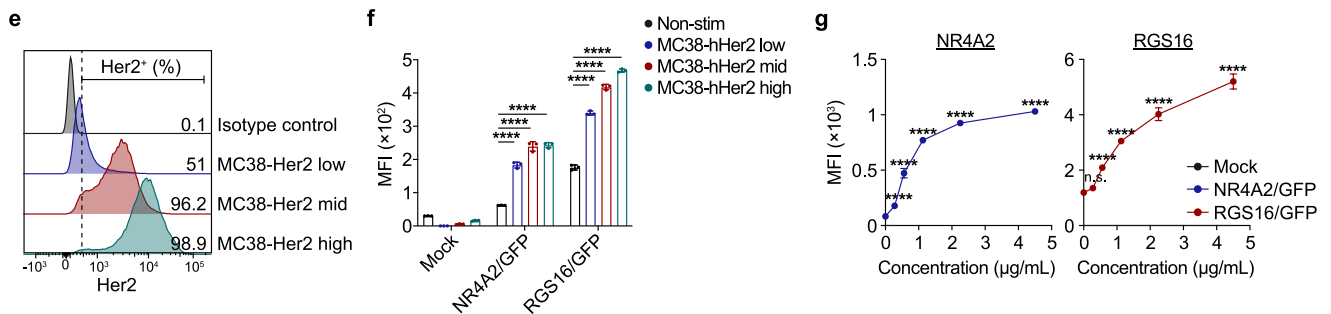 e
Her2⁺ (%)
0.1 Isotype control
51 MC38-Her2 low
96.2 MC38-Her2 mid
98.9 MC38-Her2 high
-10³ 0 10³ 10⁴ 10⁵
Her2
f
Non-stim
MC38-hHer2 low
MC38-hHer2 mid
MC38-hHer2 high
MFI (×10²)
5
4
3
2
1
0
****
****
****
****
****
****
Mock
NR4A2/GFP
RGS16/GFP
g
NR4A2
MFI (×10³)
1.5
1.0
0.5
0
****
****
****
****
****
0 1 2 3 4 5
Concentration (µg/mL)
RGS16
6
4
2
0
n.s.
****
****
****
****
0 1 2 3 4 5
Concentration (µg/mL)
Mock
NR4A2/GFP
RGS16/GFP